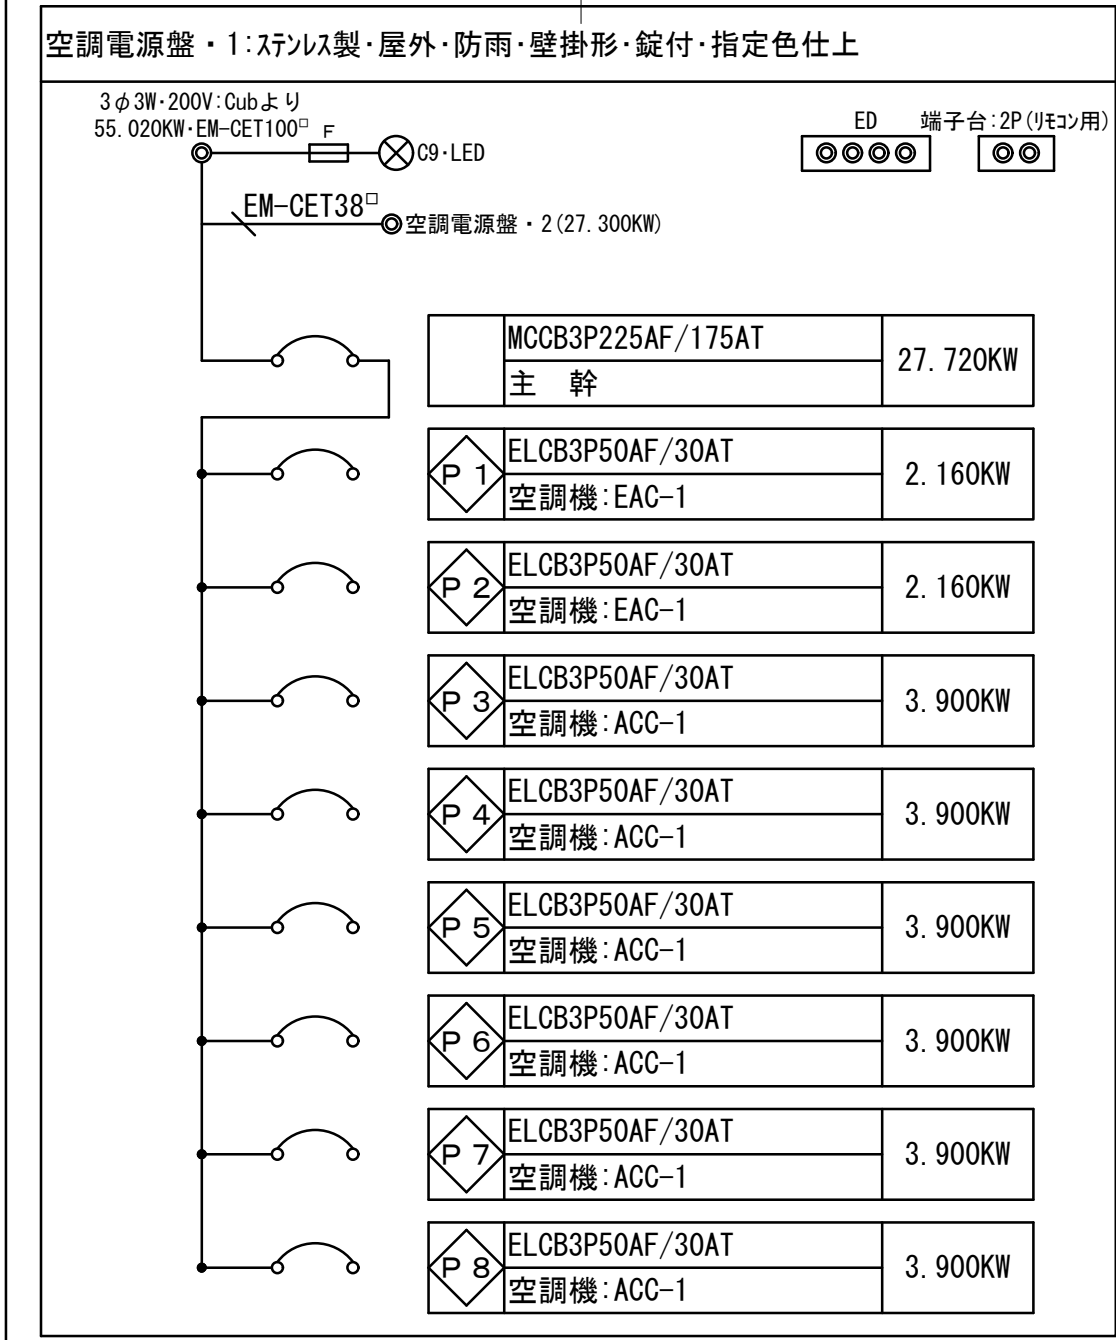 空調電源盤・1:ｽﾃﾝﾚｽ製･屋外･防雨･壁掛形･錠付･指定色仕上
3φ3W･200V:Cubより
55.020KW･EM-CET100□
F
C9･LED
ED
端子台:2P(ﾘﾓｺﾝ用)
EM-CET38□
空調電源盤・2(27.300KW)
MCCB3P225AF/175AT
主　幹
27.720KW
P 1
ELCB3P50AF/30AT
空調機:EAC-1
2.160KW
P 2
ELCB3P50AF/30AT
空調機:EAC-1
2.160KW
P 3
ELCB3P50AF/30AT
空調機:ACC-1
3.900KW
P 4
ELCB3P50AF/30AT
空調機:ACC-1
3.900KW
P 5
ELCB3P50AF/30AT
空調機:ACC-1
3.900KW
P 6
ELCB3P50AF/30AT
空調機:ACC-1
3.900KW
P 7
ELCB3P50AF/30AT
空調機:ACC-1
3.900KW
P 8
ELCB3P50AF/30AT
空調機:ACC-1
3.900KW